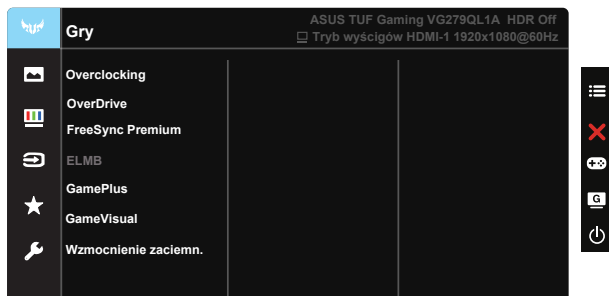 Gry
ASUS TUF Gaming VG279QL1A HDR Off
Tryb wyścigów HDMI-1 1920x1080@60Hz
Overclocking
OverDrive
FreeSync Premium
ELMB
GamePlus
GameVisual
Wzmocnienie zaciemn.
G